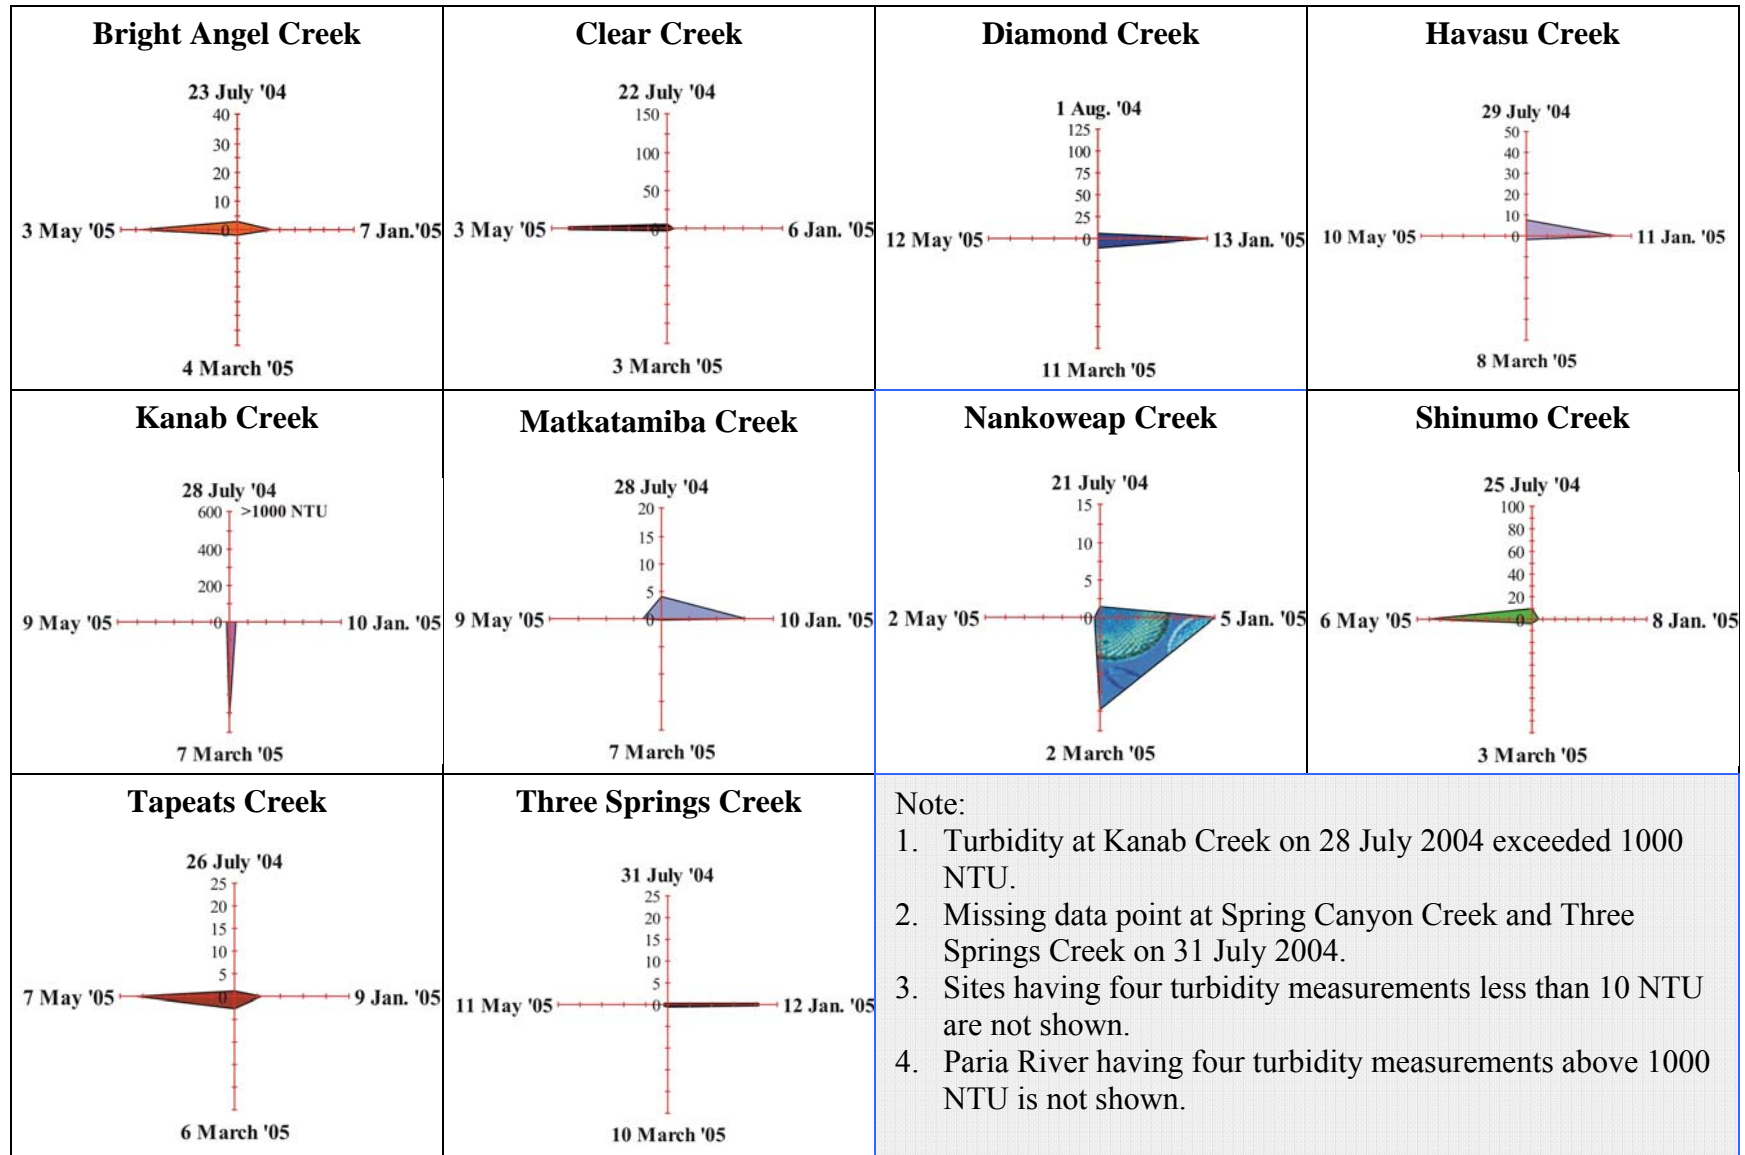 Bright Angel Creek
23 July '04
40
30
20
10
0
3 May '05
7 Jan.'05
4 March '05
Clear Creek
22 July '04
150
100
50
0
3 May '05
6 Jan. '05
3 March '05
Diamond Creek
1 Aug. '04
125
100
75
50
25
0
12 May '05
13 Jan. '05
11 March '05
Havasu Creek
29 July '04
50
40
30
20
10
0
10 May '05
11 Jan. '05
8 March '05
Kanab Creek
28 July '04
600 >1000 NTU
400
200
0
9 May '05
10 Jan. '05
7 March '05
Matkatamiba Creek
28 July '04
20
15
10
5
0
9 May '05
10 Jan. '05
7 March '05
Nankoweap Creek
21 July '04
15
10
5
0
2 May '05
5 Jan. '05
2 March '05
Shinumo Creek
25 July '04
100
80
60
40
20
0
6 May '05
8 Jan. '05
3 March '05
Tapeats Creek
26 July '04
25
20
15
10
5
0
7 May '05
9 Jan. '05
6 March '05
Three Springs Creek
31 July '04
25
20
15
10
5
0
11 May '05
12 Jan. '05
10 March '05
Note:
1. Turbidity at Kanab Creek on 28 July 2004 exceeded 1000
NTU.
2. Missing data point at Spring Canyon Creek and Three
Springs Creek on 31 July 2004.
3. Sites having four turbidity measurements less than 10 NTU
are not shown.
4. Paria River having four turbidity measurements above 1000
NTU is not shown.